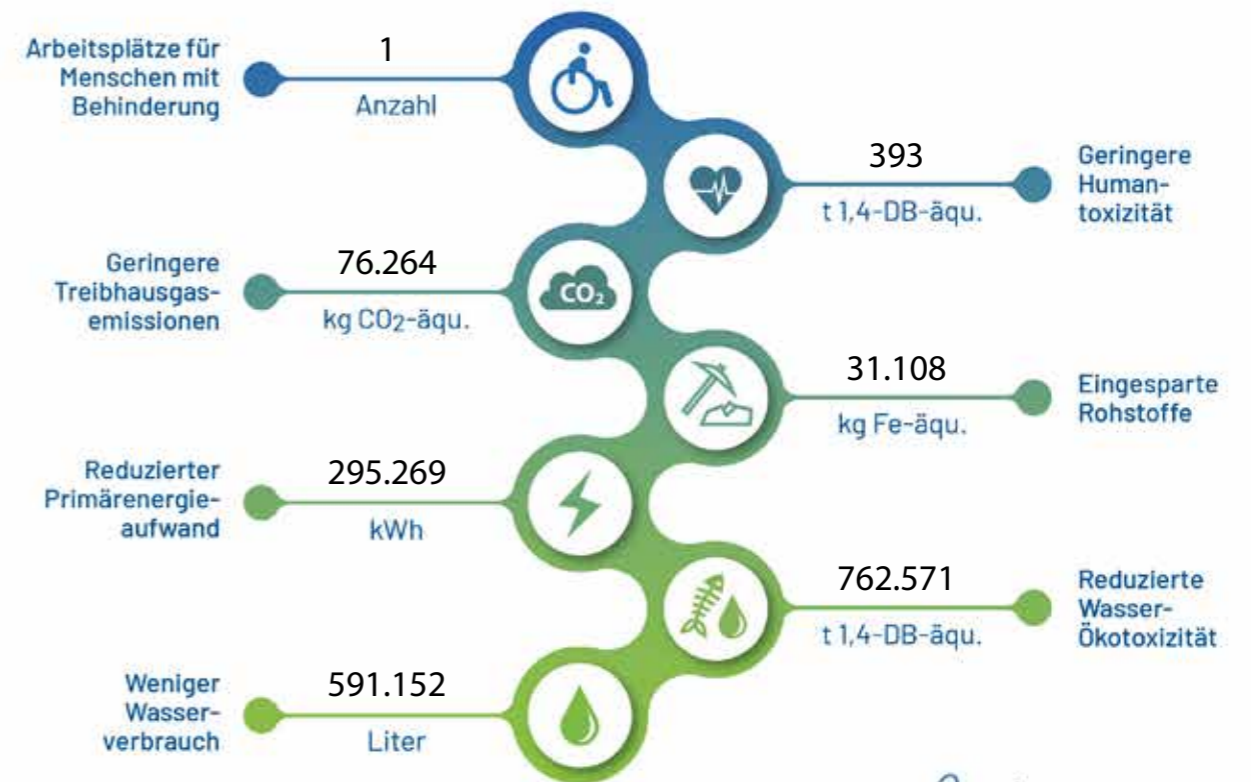 Arbeitsplätze für
Menschen mit
Behinderung
1
Anzahl
393
t 1,4-DB-äqu.
Geringere
Human-
toxizität
Geringere
Treibhausgas-
emissionen
76.264
kg CO2-äqu.
CO2
31.108
kg Fe-äqu.
Eingesparte
Rohstoffe
Reduzierter
Primärenergie-
aufwand
295.269
kWh
762.571
t 1,4-DB-äqu.
Reduzierte
Wasser-
Ökotoxizität
Weniger
Wasser-
verbrauch
591.152
Liter